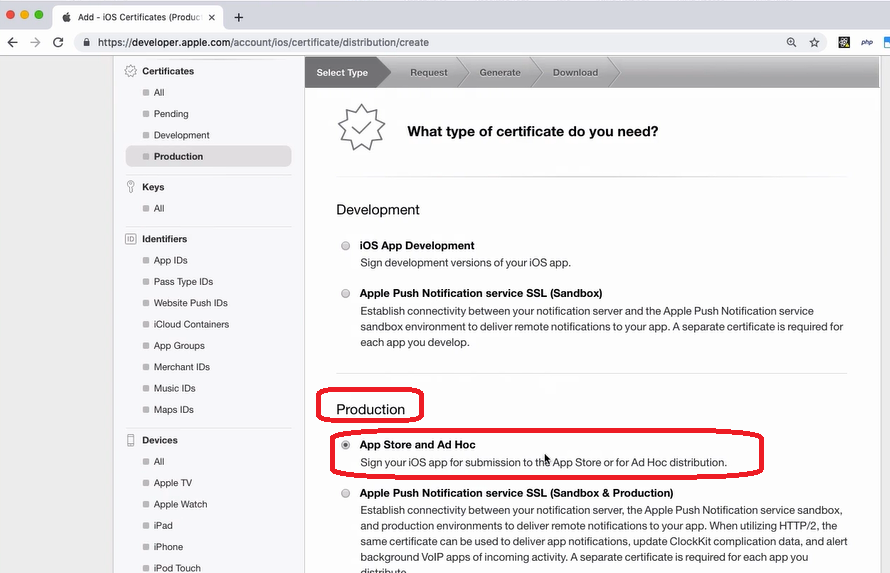 Add - iOS Certificates (Produc
https://developer.apple.com/account/ios/certificate/distribution/create
php
Certificates
All
Pending
Development
Production
Keys
All
ID Identifiers
App IDs
Pass Type IDs
Website Push IDs
iCloud Containers
App Groups
Merchant IDs
Music IDs
Maps IDs
Devices
All
Apple TV
Apple Watch
iPad
iPhone
iPod Touch
Select Type Request Generate Download
What type of certificate do you need?
Development
iOS App Development
Sign development versions of your iOS app.
Apple Push Notification service SSL (Sandbox)
Establish connectivity between your notification server and the Apple Push Notification service
sandbox environment to deliver remote notifications to your app. A separate certificate is required for
each app you develop.
Production
App Store and Ad Hoc
Sign your iOS app for submission to the App Store or for Ad Hoc distribution.
Apple Push Notification service SSL (Sandbox & Production)
Establish connectivity between your notification server, the Apple Push Notification service sandbox,
and production environments to deliver remote notifications to your app. When utilizing HTTP/2, the
same certificate can be used to deliver app notifications, update ClockKit complication data, and alert
background VoIP apps of incoming activity. A separate certificate is required for each app you
distribute.